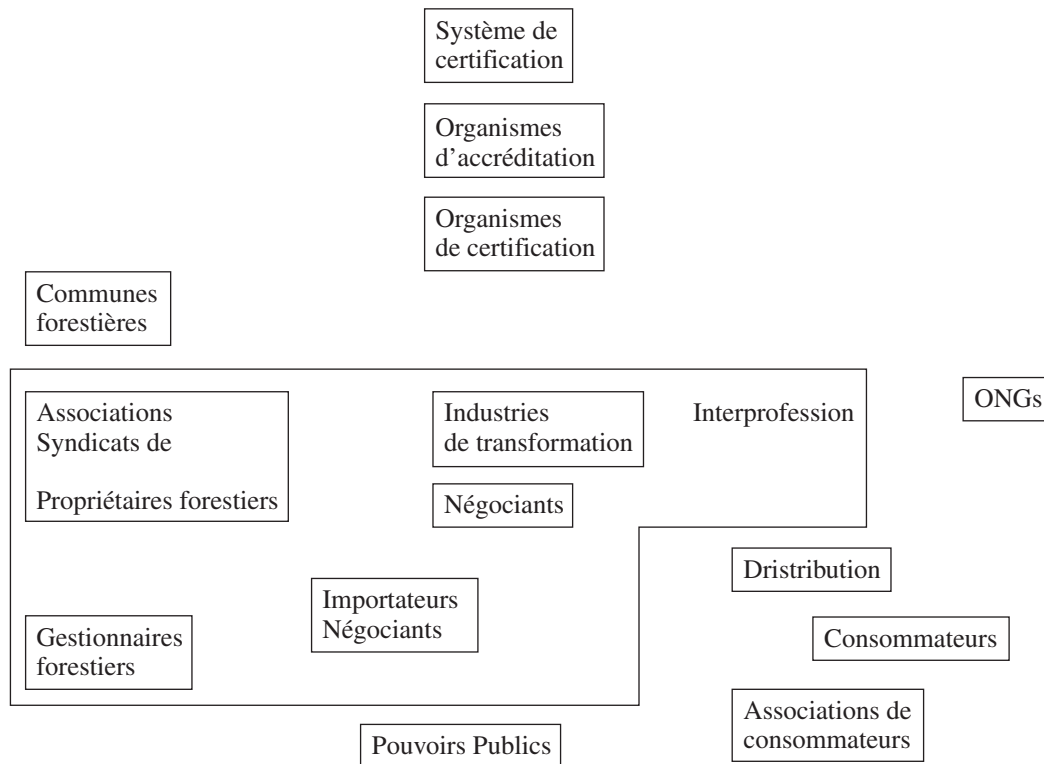 Système de
certification
Organismes
d’accréditation
Organismes
de certification
Communes
forestières
Associations
Syndicats de
Propriétaires forestiers
Industries
de transformation
Interprofession
ONGs
Négociants
Dristribution
Importateurs
Négociants
Gestionnaires
forestiers
Consommateurs
Associations de
consommateurs
Pouvoirs Publics